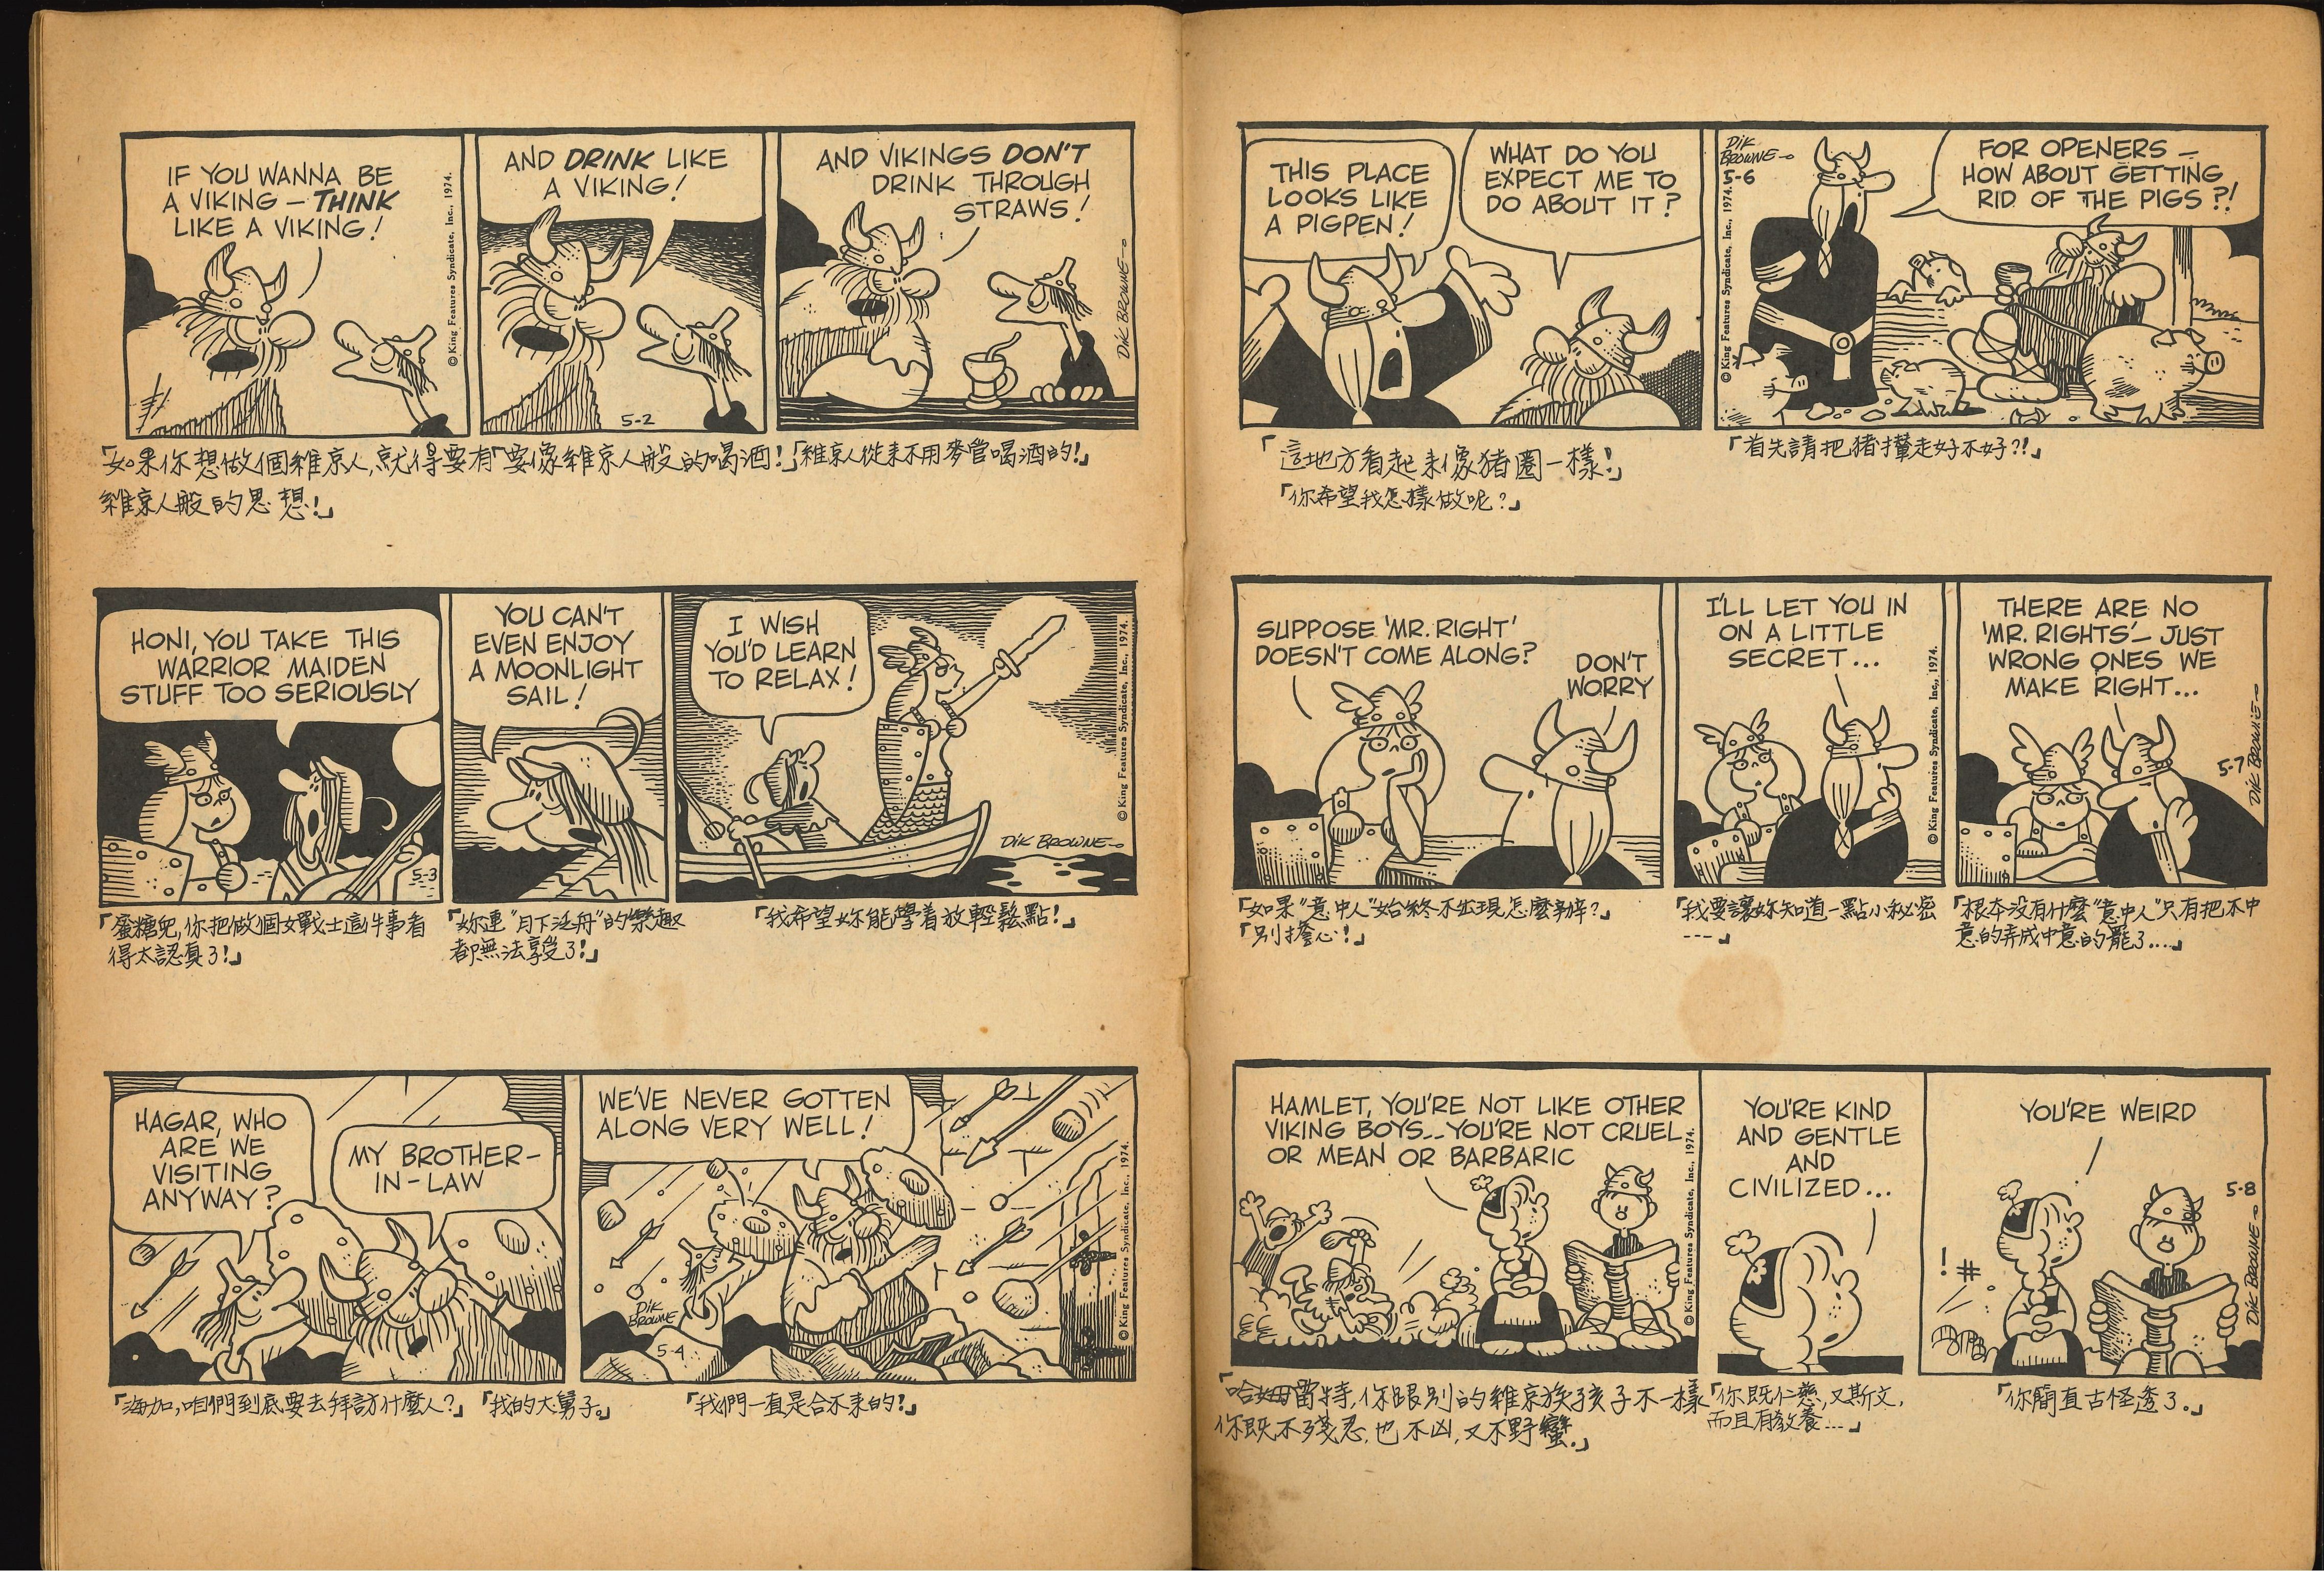 IF YOU WANNA BE
A VIKING — THINK
LIKE A VIKING!
© King Features Syndicate, Inc., 1974.
AND DRINK LIKE
A VIKING!
5-2
AND VIKINGS DON'T
DRINK THROUGH
STRAWS!
DIK BROWNE
「如果你想做個維京人,就得要有
維京人般的思想!」
「要像維京人般的喝酒!」
「維京人從來不用麥管喝酒的!」
HONI, YOU TAKE THIS
WARRIOR MAIDEN
STUFF TOO SERIOUSLY
5-3
YOU CAN'T
EVEN ENJOY
A MOONLIGHT
SAIL!
I WISH
YOU'D LEARN
TO RELAX!
© King Features Syndicate, Inc., 1974.
DIK BROWNE
「蜜糖兒,你把做個女戰士這件事看
得太認真了!」
「妳連"月下泛舟"的樂趣
都無法享受了!」
「我希望妳能學着放輕鬆點!」
HAGAR, WHO
ARE WE
VISITING
ANYWAY?
MY BROTHER-
IN-LAW
WE'VE NEVER GOTTEN
ALONG VERY WELL!
DIK
BROWNE
5-4
© King Features Syndicate, Inc., 1974.
「海加,咱們到底要去拜訪什麼人?」
「我的大舅子。」
「我們一直是合不來的!」
THIS PLACE
LOOKS LIKE
A PIGPEN!
WHAT DO YOU
EXPECT ME TO
DO ABOUT IT?
DIK
BROWNE
5-6
© King Features Syndicate, Inc., 1974.
FOR OPENERS —
HOW ABOUT GETTING
RID OF THE PIGS?!
「這地方看起來像猪圈一樣!」
「你希望我怎樣做呢?」
「首先請把猪攆走好不好?!」
SUPPOSE 'MR. RIGHT'
DOESN'T COME ALONG?
DON'T
WORRY
I'LL LET YOU IN
ON A LITTLE
SECRET...
© King Features Syndicate, Inc., 1974.
THERE ARE NO
'MR. RIGHTS'— JUST
WRONG ONES WE
MAKE RIGHT...
5-7
DIK BROWNE
「如果"意中人"始終不出現怎麼辦?」
「別擔心!」
「我要讓妳知道一點小秘密
---」
「根本没有什麼"意中人"只有把不中
意的弄成中意的罷了....」
HAMLET, YOU'RE NOT LIKE OTHER
VIKING BOYS.. YOU'RE NOT CRUEL
OR MEAN OR BARBARIC
© King Features Syndicate, Inc., 1974.
YOU'RE KIND
AND GENTLE
AND
CIVILIZED...
YOU'RE WEIRD
! #
5-8
DIK BROWNE
「哈姆雷特,你跟別的維京族孩子不一樣
你既不殘忍,也不凶,又不野蠻。」
「你既仁慈,又斯文,
而且有教養...」
「你簡直古怪透了。」